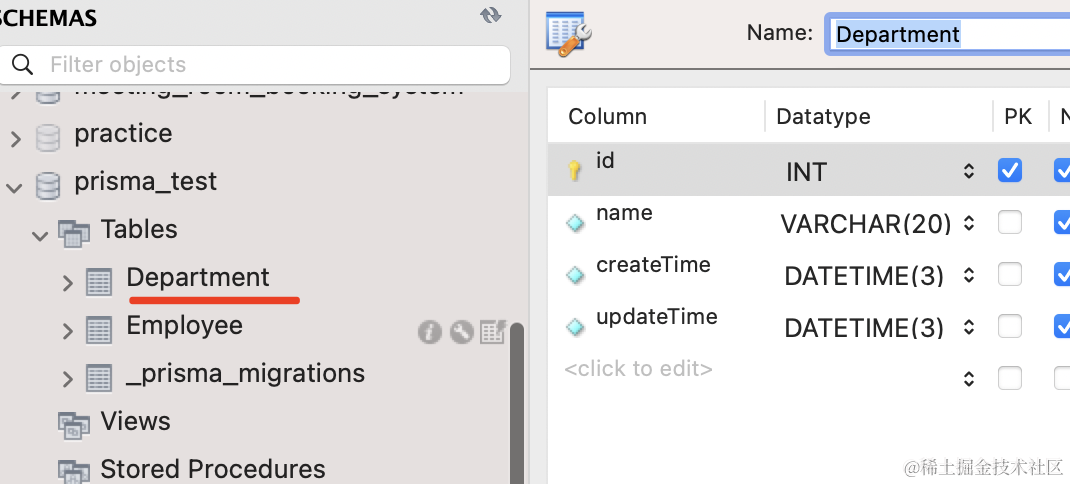 SCHEMAS
Filter objects
meeting_room_booking_system
practice
prisma_test
Tables
Department
Employee
_prisma_migrations
Views
Stored Procedures
Name: Department
Column Datatype PK N
id INT
name VARCHAR(20)
createTime DATETIME(3)
updateTime DATETIME(3)
<click to edit>
@稀土掘金技术社区